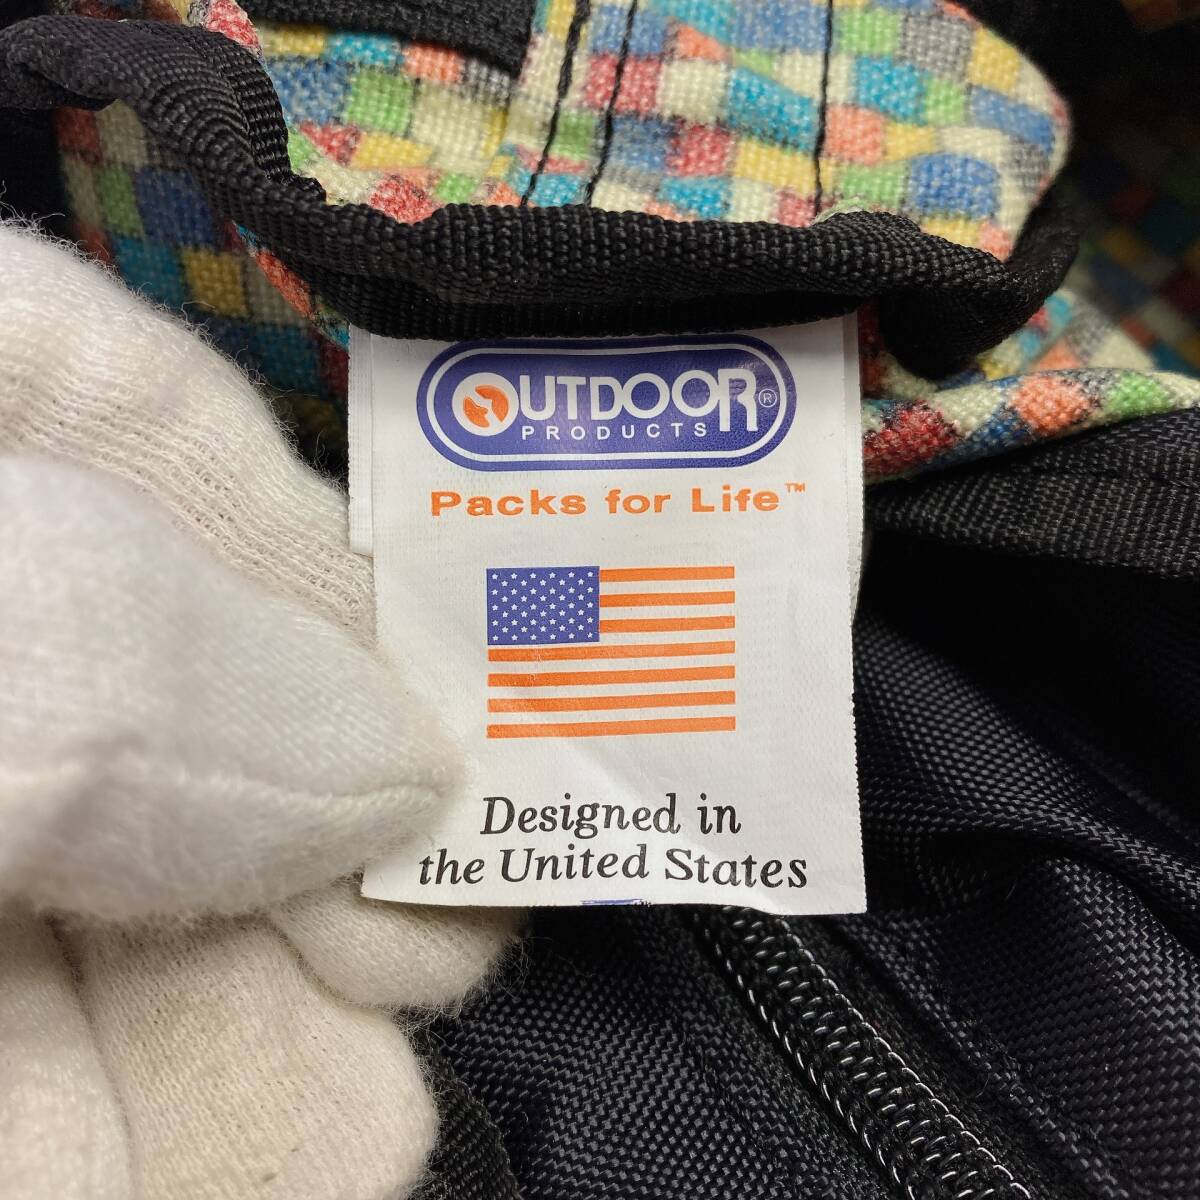 OUTDOOR®
PRODUCTS
Packs for Life™
Designed in
the United States